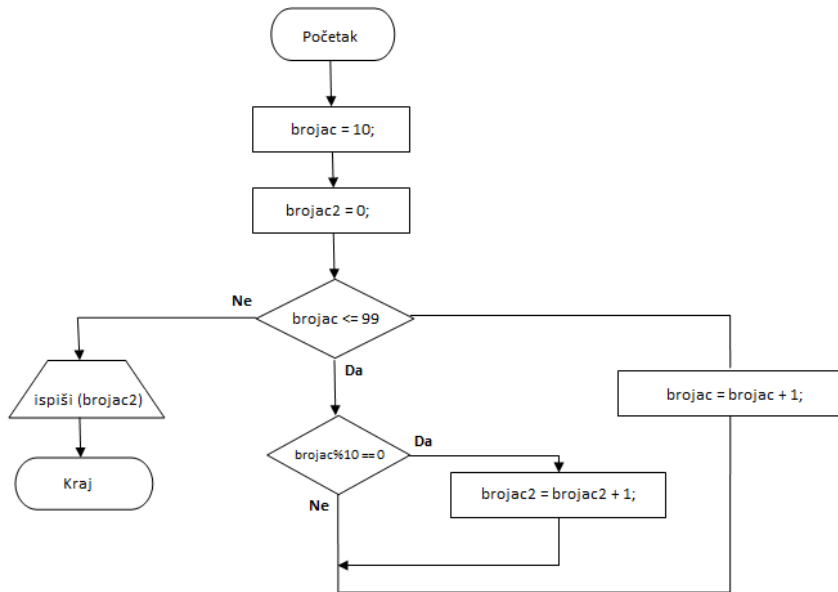 Početak
brojac = 10;
brojac2 = 0;
Ne
brojac <= 99
Da
ispiši (brojac2)
brojac = brojac + 1;
Kraj
brojac%10 == 0
Da
brojac2 = brojac2 + 1;
Ne